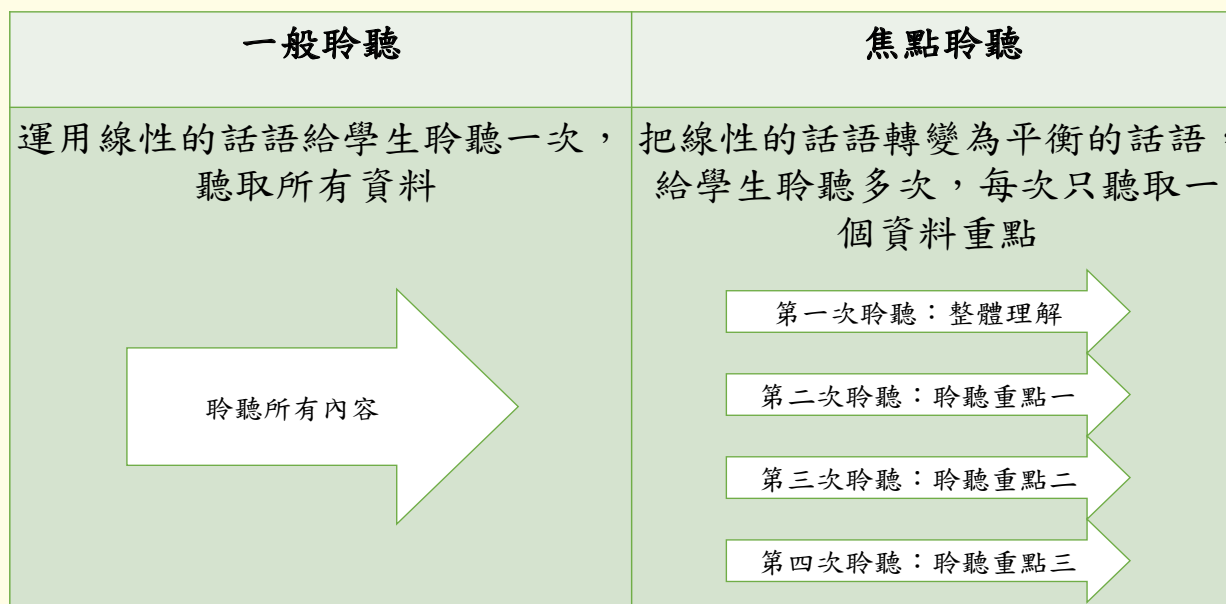 一般聆聽
焦點聆聽
運用線性的話語給學生聆聽一次，
聽取所有資料
聆聽所有內容
把線性的話語轉變為平衡的話語，
給學生聆聽多次，每次只聽取一
個資料重點
第一次聆聽：整體理解
第二次聆聽：聆聽重點一
第三次聆聽：聆聽重點二
第四次聆聽：聆聽重點三